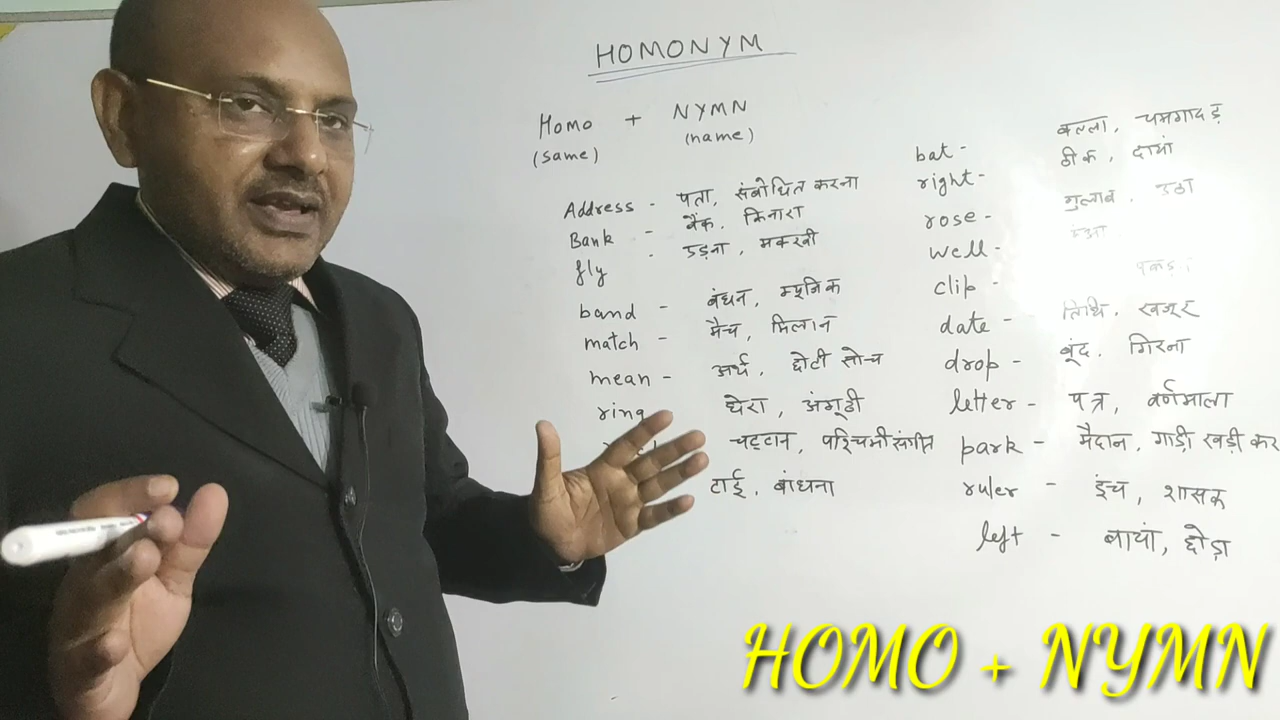 HOMONYM
Homo + NYMN
(same) (name)
Address - पता, संबोधित करना
Bank - बैंक, किनारा
fly - उड़ना, मक्खी
band - बंधन, म्यूजिक
match - मैच, मिलान
mean - अर्थ, छोटी सोच
ring घेरा, अंगूठी
चट्टान, पश्चिमी संगीत
टाई, बांधना
bat - बल्ला, चमगादड़
right - ठीक, दायां
rose - गुलाब, उठा
well -
clip -
date - तिथि, खजूर
drop - बूंद, गिरना
letter - पत्र, वर्णमाला
park - मैदान, गाड़ी खड़ी कर
ruler - इंच, शासक
left - बायां, छोड़ा
HOMO + NYMN